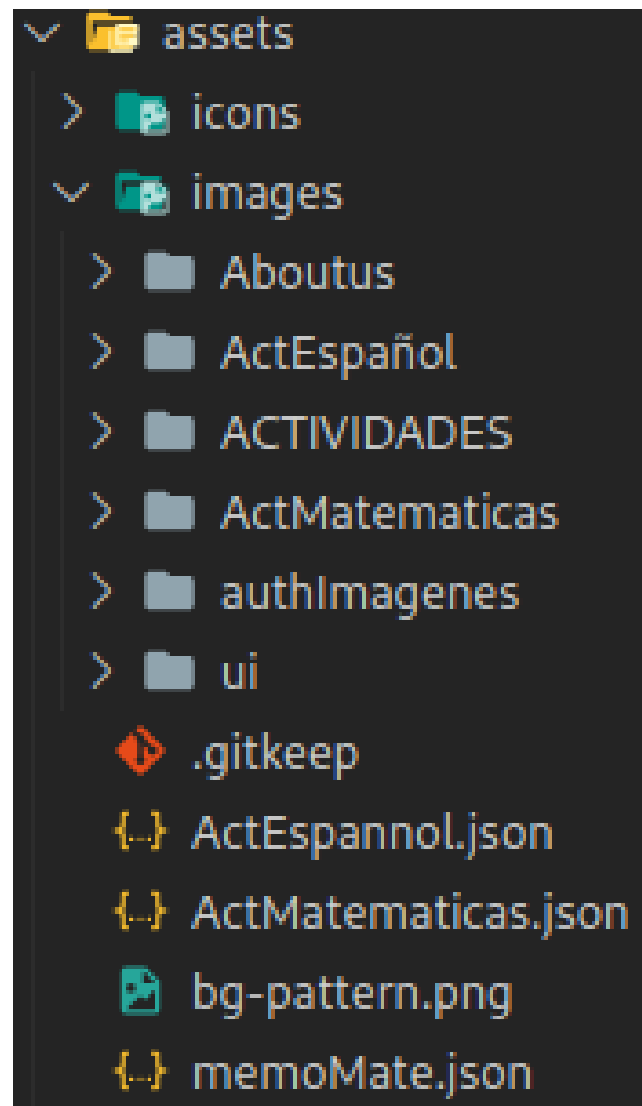 assets
icons
images
Aboutus
ActEspañol
ACTIVIDADES
ActMatematicas
authImagenes
ui
.gitkeep
ActEspannol.json
ActMatematicas.json
bg-pattern.png
memoMate.json